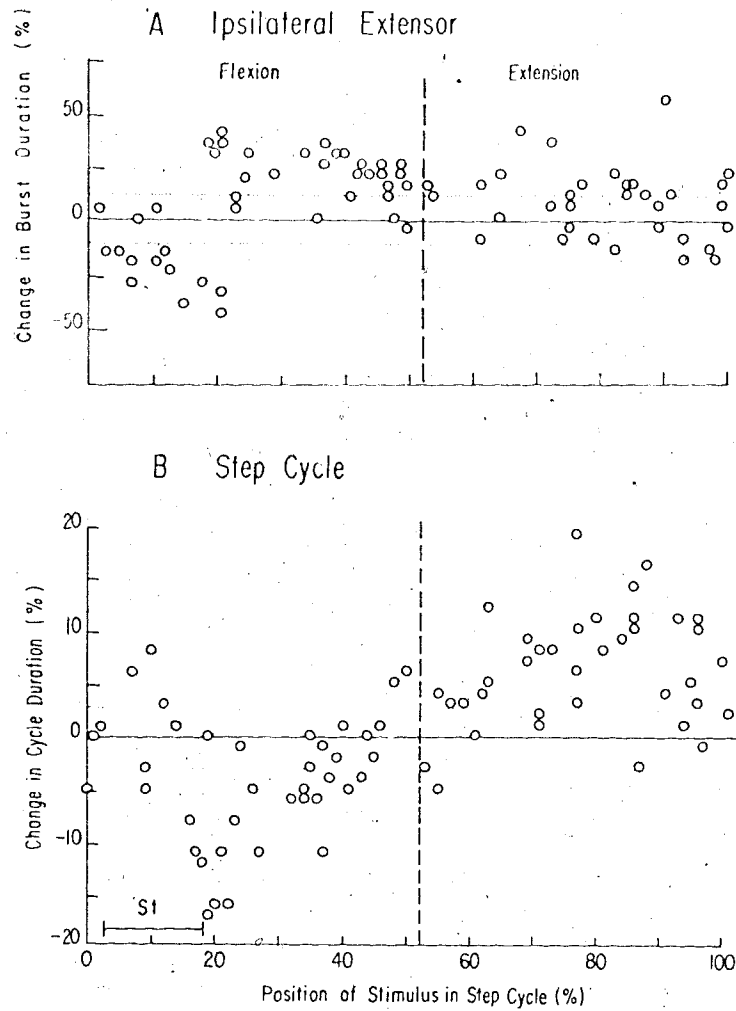 A Ipsilateral Extensor
Change in Burst Duration (%)
Flexion
Extension
50
0
-50
B Step Cycle
Change in Cycle Duration (%)
20
10
0
-10
-20
St
0 20 40 60 80 100
Position of Stimulus in Step Cycle (%)